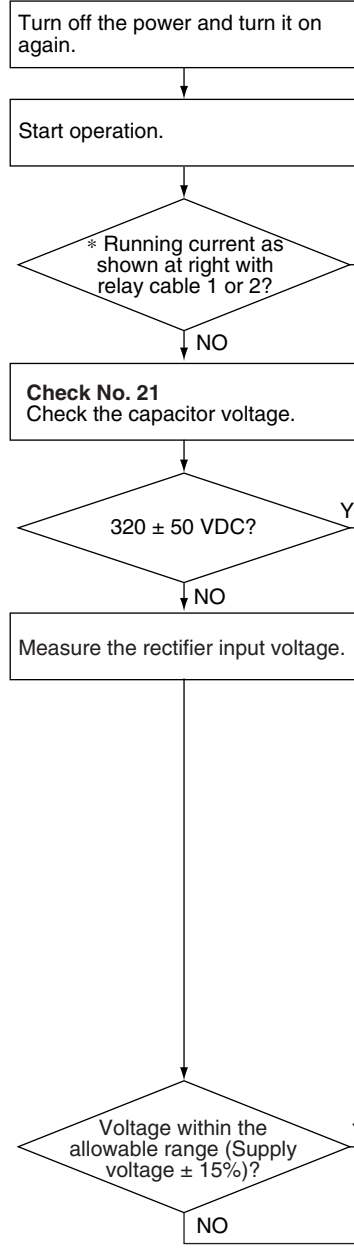 Turn off the power and turn it on
again.
Start operation.
* Running current as
shown at right with
relay cable 1 or 2?
NO
Check No. 21
Check the capacitor voltage.
320 ± 50 VDC?
Y
NO
Measure the rectifier input voltage.
Voltage within the
allowable range (Supply
voltage ± 15%)?
NO